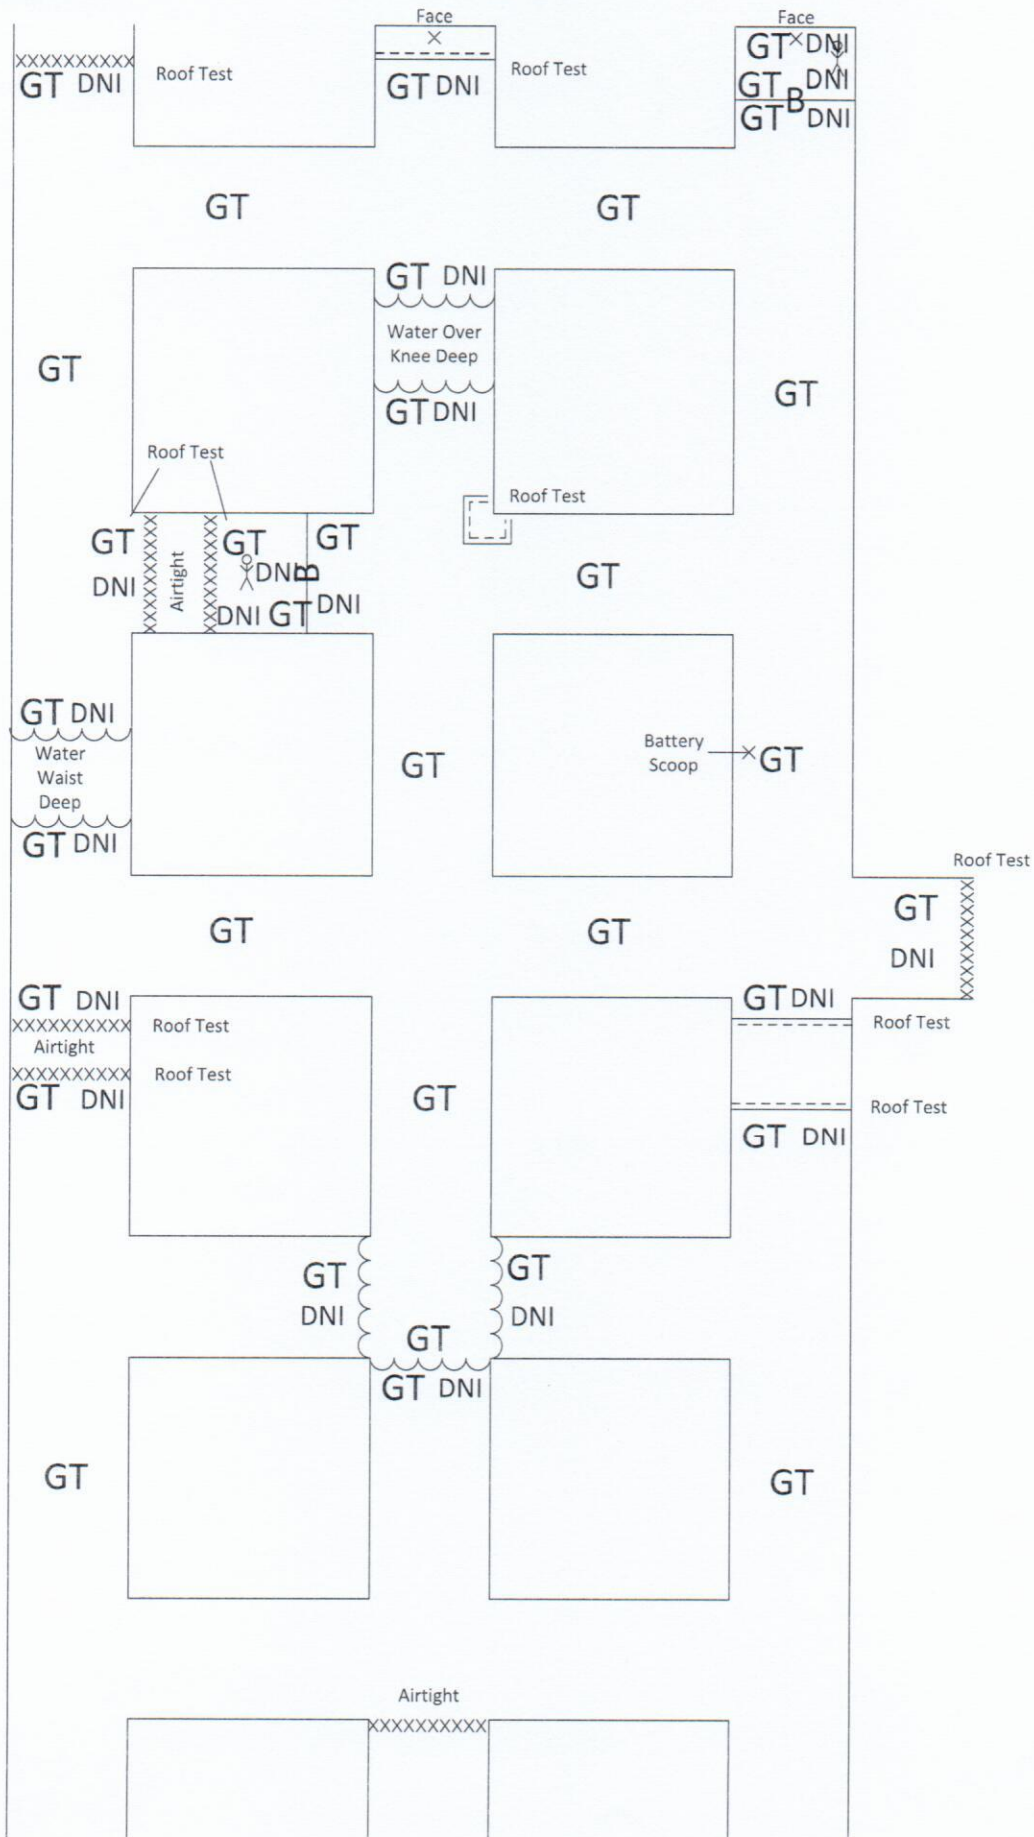 Face
Face
GT DNI
GT DNI
Roof Test
GT DNI
Roof Test
GT DNI
B
GT DNI
GT
GT
GT DNI
Water Over
Knee Deep
GT DNI
GT
GT
Roof Test
Roof Test
GT
DNI
Airtight
GT
DNI
DNI GT
B
GT
DNI
GT
GT DNI
Water
Waist
Deep
GT DNI
GT
Battery
Scoop
GT
Roof Test
GT
DNI
GT
GT
GT DNI
Roof Test
Airtight
Roof Test
GT DNI
GT
GT DNI
Roof Test
Roof Test
GT DNI
GT
DNI
GT
DNI
GT
GT DNI
GT
GT
Airtight